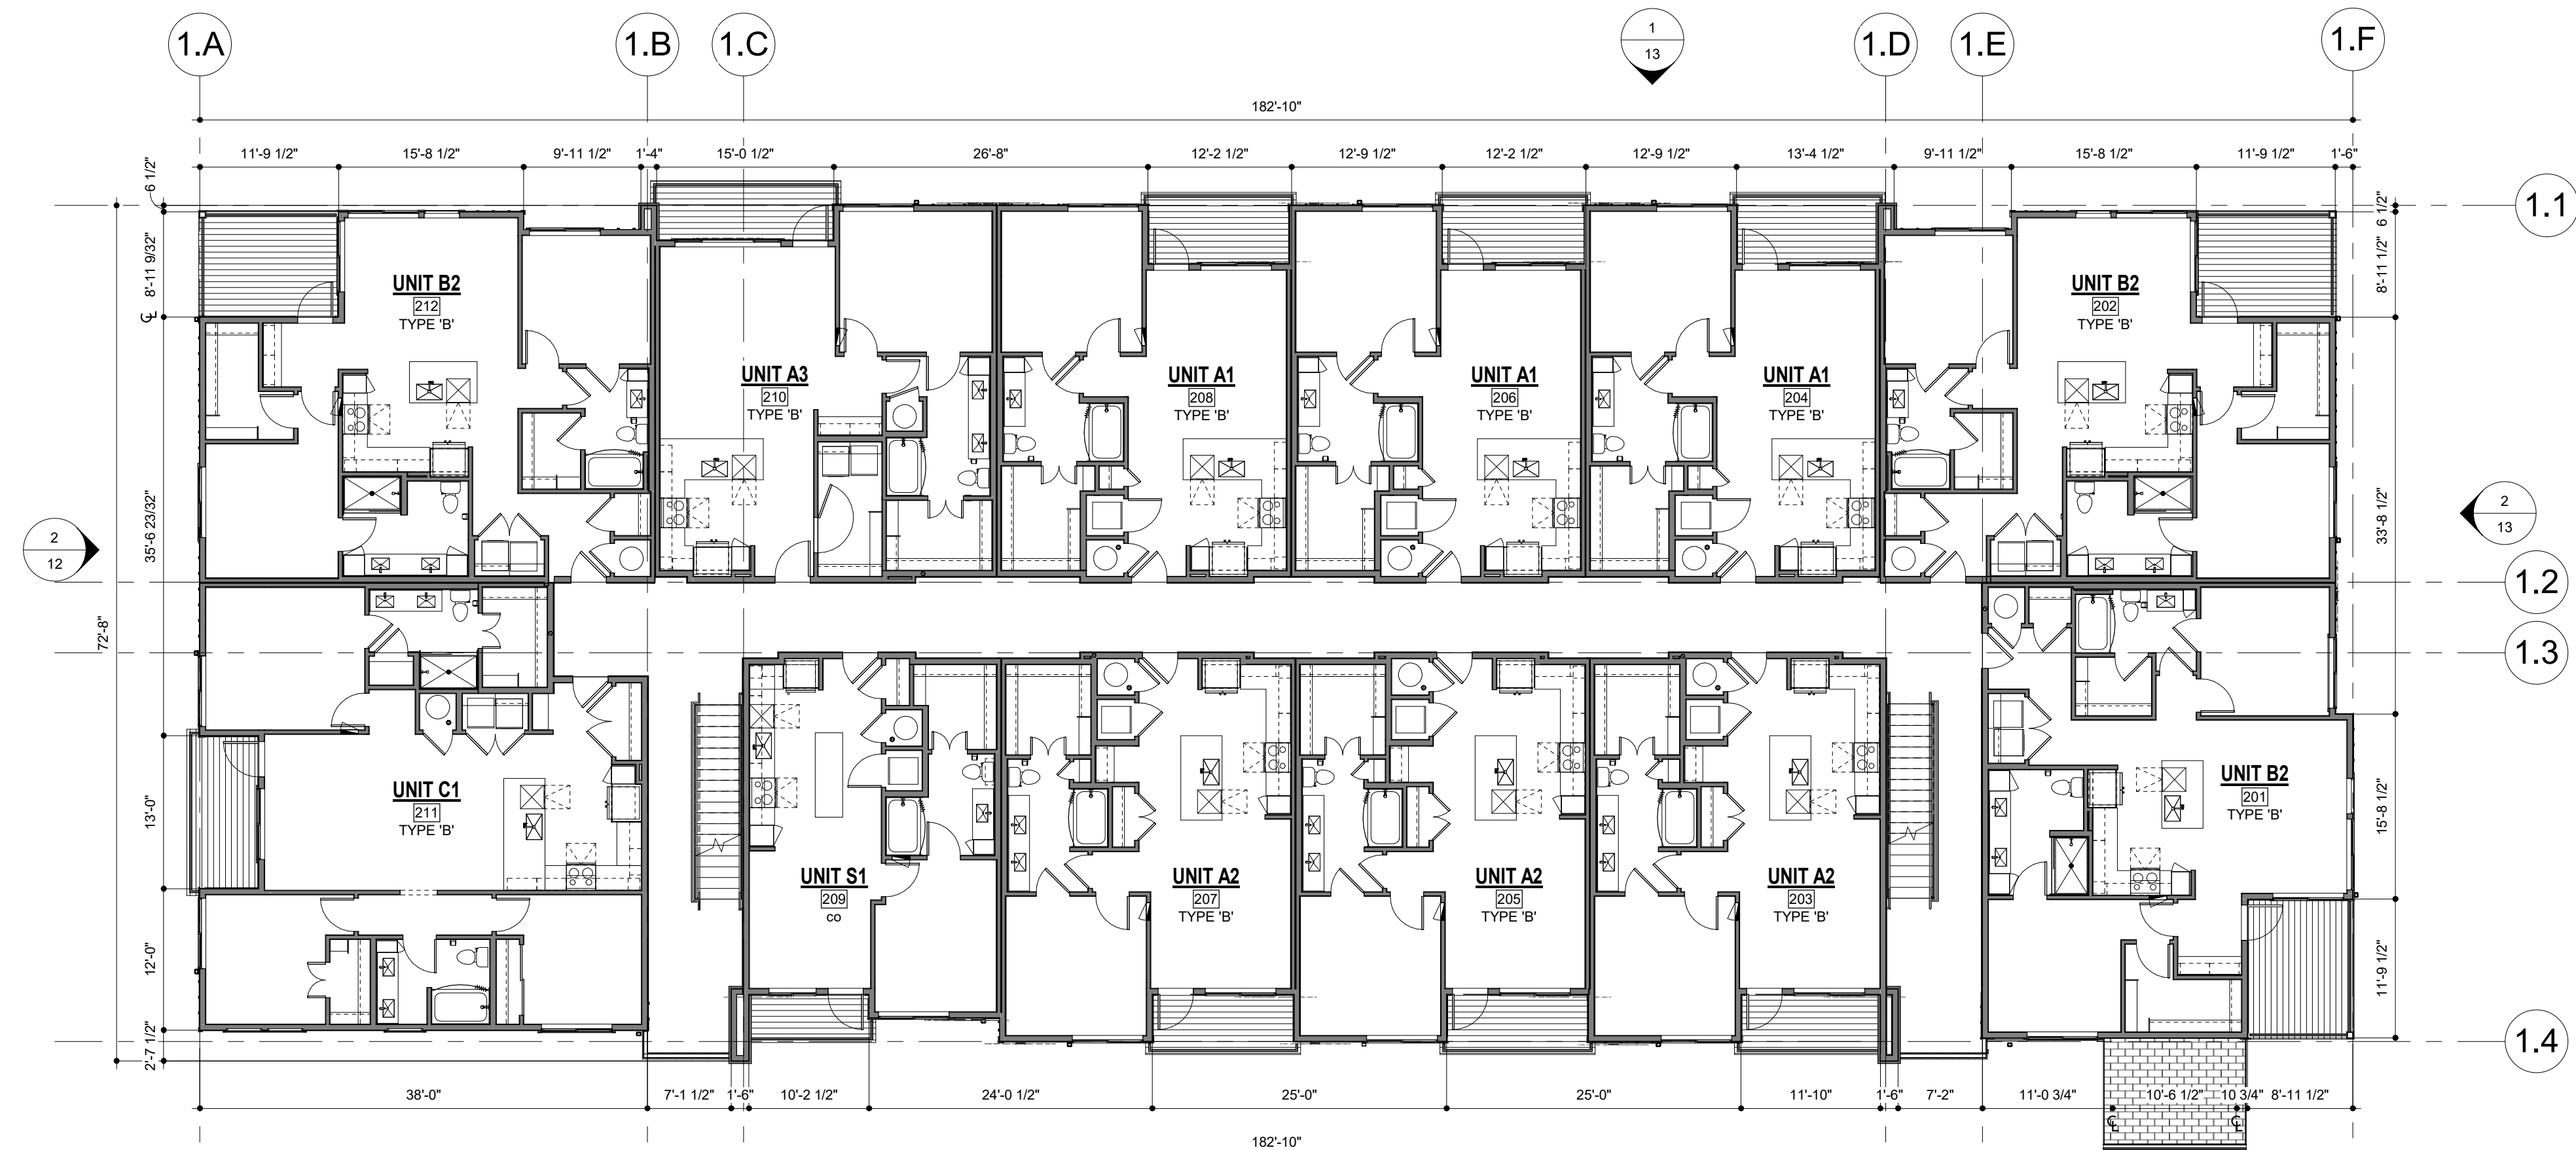 1.A
1.B
1.C
1
13
1.D
1.E
1.F
182'-10"
11'-9 1/2"
15'-8 1/2"
9'-11 1/2"
1'-4"
15'-0 1/2"
26'-8"
12'-2 1/2"
12'-9 1/2"
12'-2 1/2"
12'-9 1/2"
13'-4 1/2"
9'-11 1/2"
15'-8 1/2"
11'-9 1/2"
1'-6"
6 1/2"
8'-11 9/32"
℄
35'-6 23/32"
72'-8"
13'-0"
12'-0"
2'-7 1/2"
6 1/2"
8'-11 1/2"
33'-8 1/2"
15'-8 1/2"
11'-9 1/2"
1.1
1.2
1.3
1.4
2
12
2
13
UNIT B2
212
TYPE 'B'
UNIT A3
210
TYPE 'B'
UNIT A1
208
TYPE 'B'
UNIT A1
206
TYPE 'B'
UNIT A1
204
TYPE 'B'
UNIT B2
202
TYPE 'B'
UNIT C1
211
TYPE 'B'
UNIT S1
209
co
UNIT A2
207
TYPE 'B'
UNIT A2
205
TYPE 'B'
UNIT A2
203
TYPE 'B'
UNIT B2
201
TYPE 'B'
38'-0"
7'-1 1/2"
1'-6"
10'-2 1/2"
24'-0 1/2"
25'-0"
25'-0"
11'-10"
1'-6"
7'-2"
11'-0 3/4"
10'-6 1/2"
10 3/4"
8'-11 1/2"
℄
℄
182'-10"